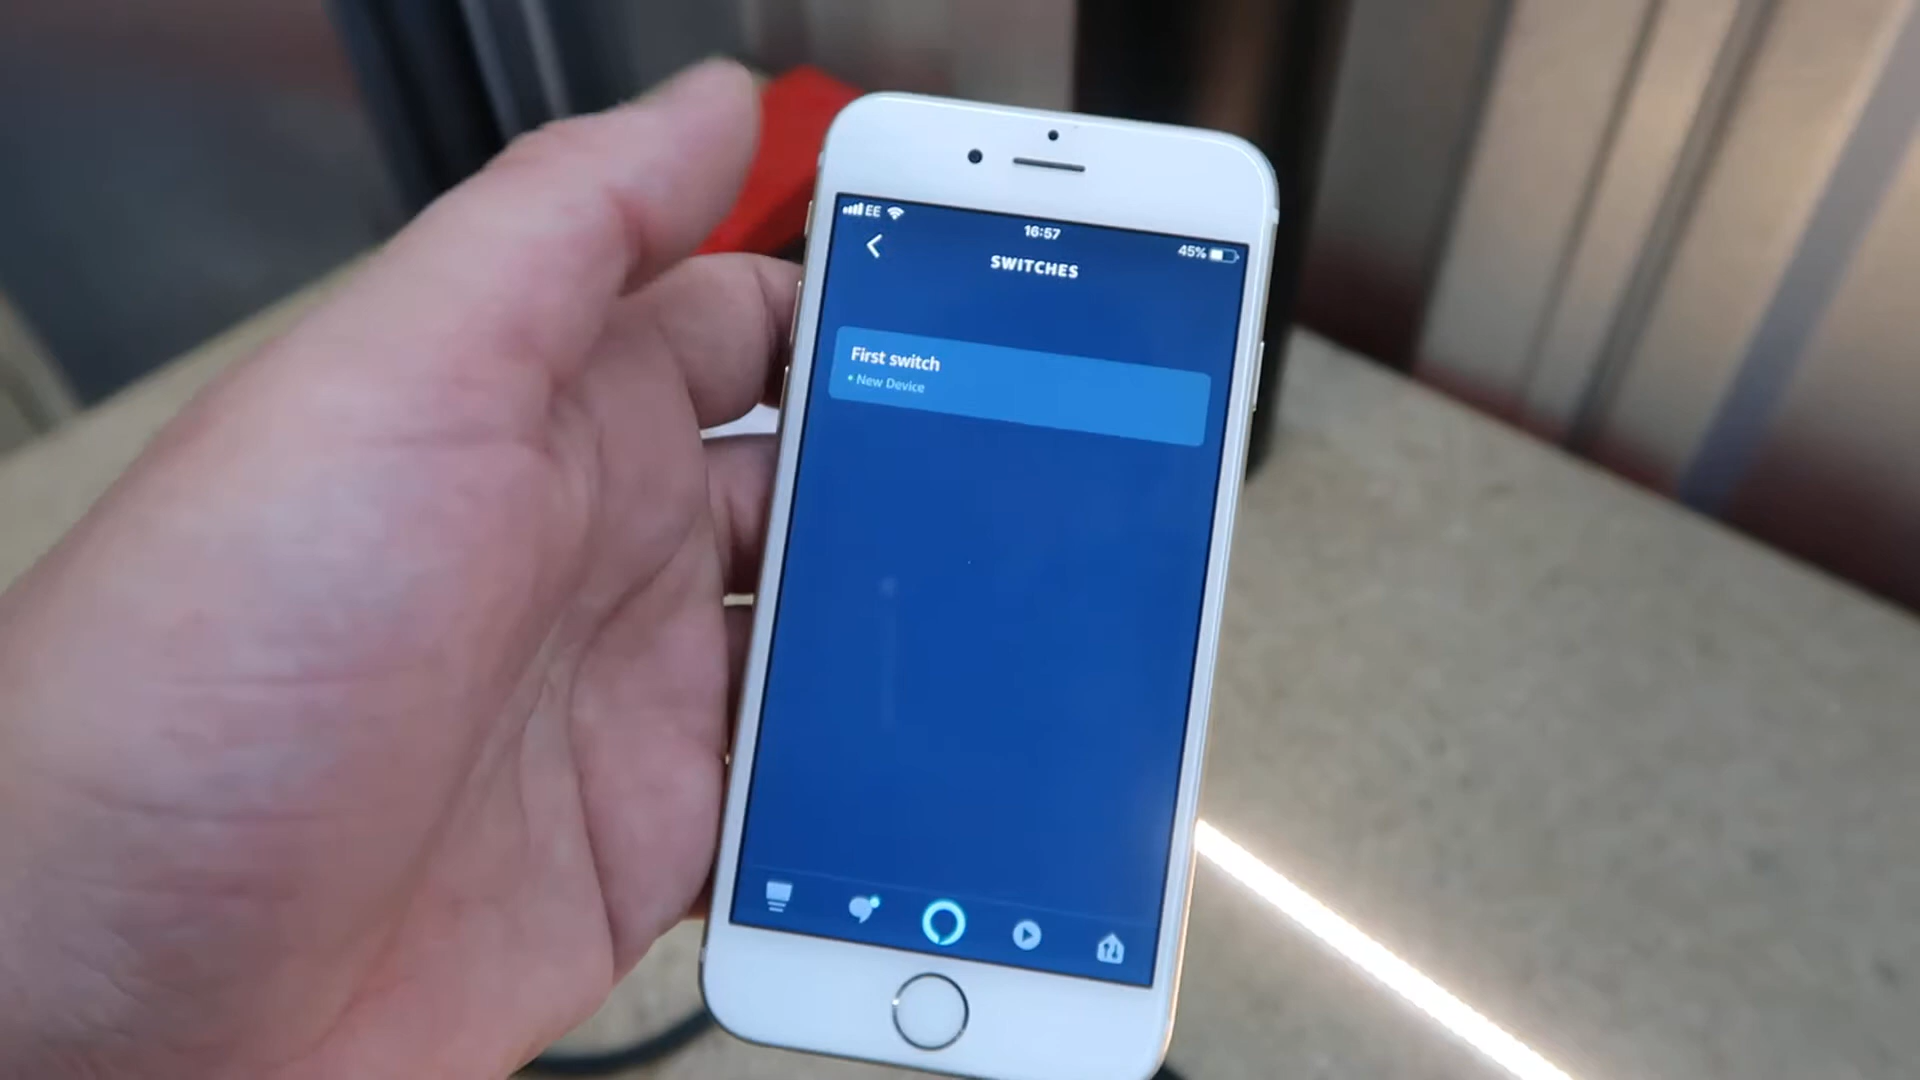 EE
16:57
45%
SWITCHES
First switch
• New Device